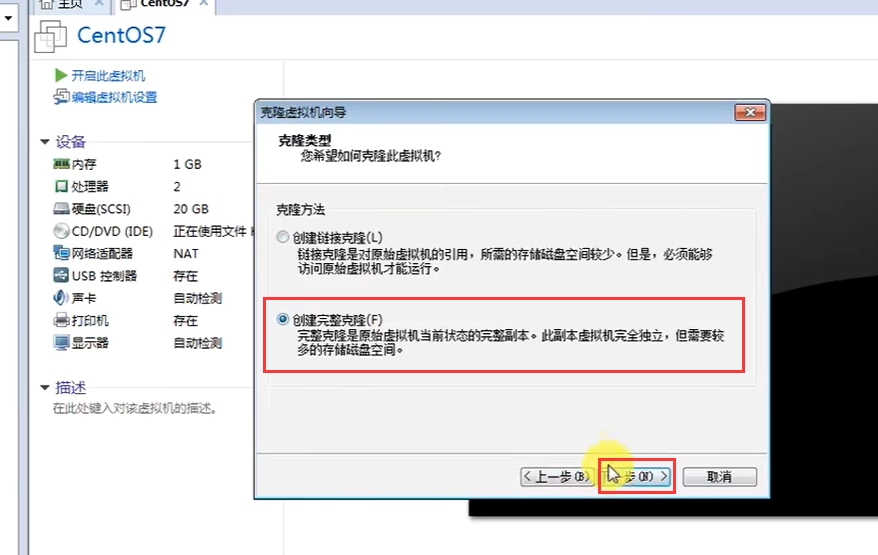 主页
CentOS7
CentOS7
开启此虚拟机
编辑虚拟机设置
设备
内存 1 GB
处理器 2
硬盘(SCSI) 20 GB
CD/DVD (IDE) 正在使用文件
网络适配器 NAT
USB 控制器 存在
声卡 自动检测
打印机 存在
显示器 自动检测
描述
在此处键入对该虚拟机的描述。
克隆虚拟机向导
克隆类型
您希望如何克隆此虚拟机?
克隆方法
创建链接克隆(L)
链接克隆是对原始虚拟机的引用，所需的存储磁盘空间较少。但是，必须能够
访问原始虚拟机才能运行。
创建完整克隆(F)
完整克隆是原始虚拟机当前状态的完整副本。此副本虚拟机完全独立，但需要较
多的存储磁盘空间。
< 上一步(B)
步(N) >
取消